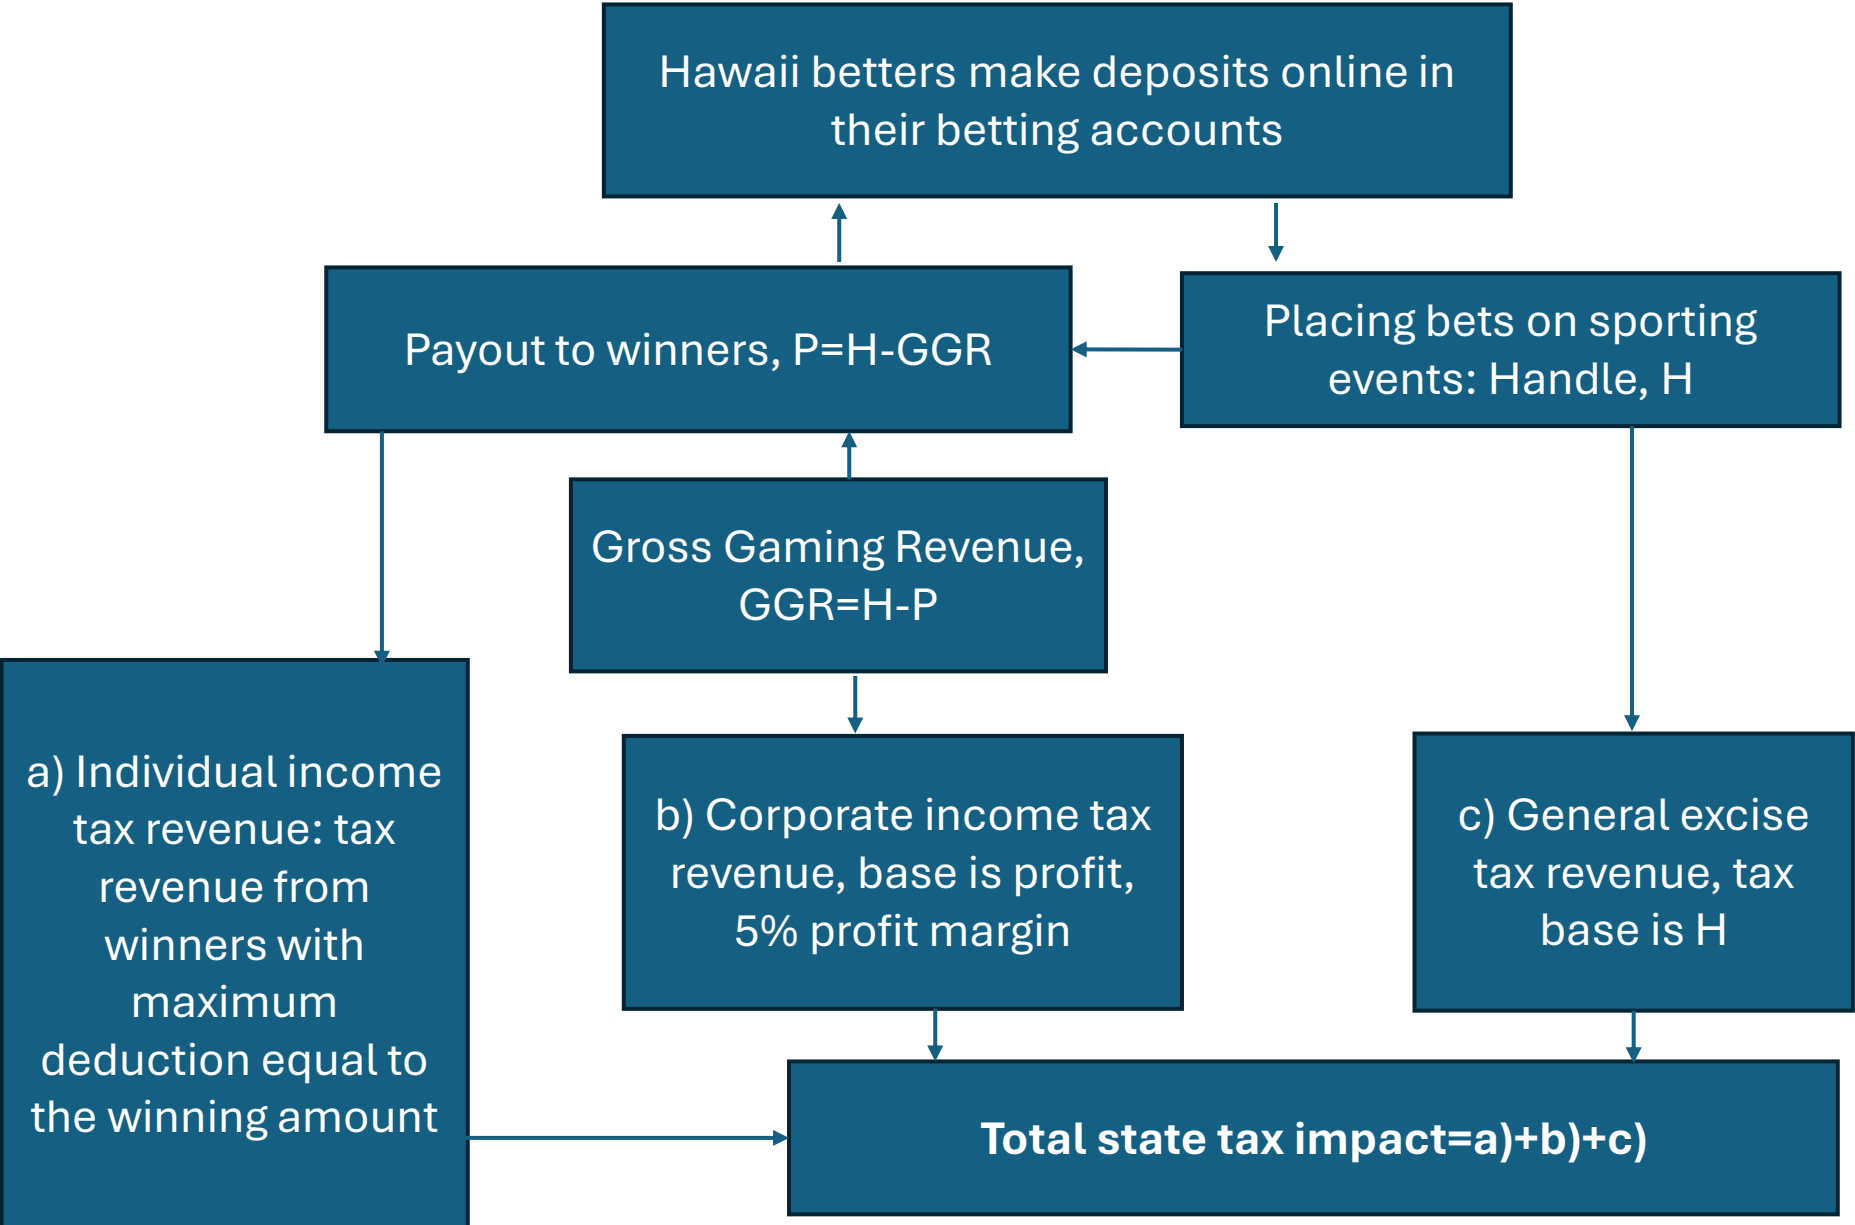 Hawaii betters make deposits online in
their betting accounts
Payout to winners, P=H-GGR
Placing bets on sporting
events: Handle, H
Gross Gaming Revenue,
GGR=H-P
a) Individual income
tax revenue: tax
revenue from
winners with
maximum
deduction equal to
the winning amount
b) Corporate income tax
revenue, base is profit,
5% profit margin
c) General excise
tax revenue, tax
base is H
Total state tax impact=a)+b)+c)